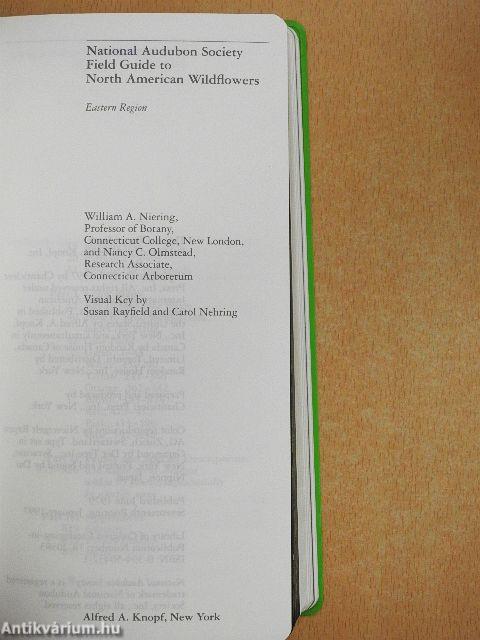 National Audubon Society
Field Guide to
North American Wildflowers
Eastern Region
William A. Niering,
Professor of Botany,
Connecticut College, New London,
and Nancy C. Olmstead,
Research Associate,
Connecticut Arboretum
Visual Key by
Susan Rayfield and Carol Nehring
Alfred A. Knopf, New York
Antikvárium.hu